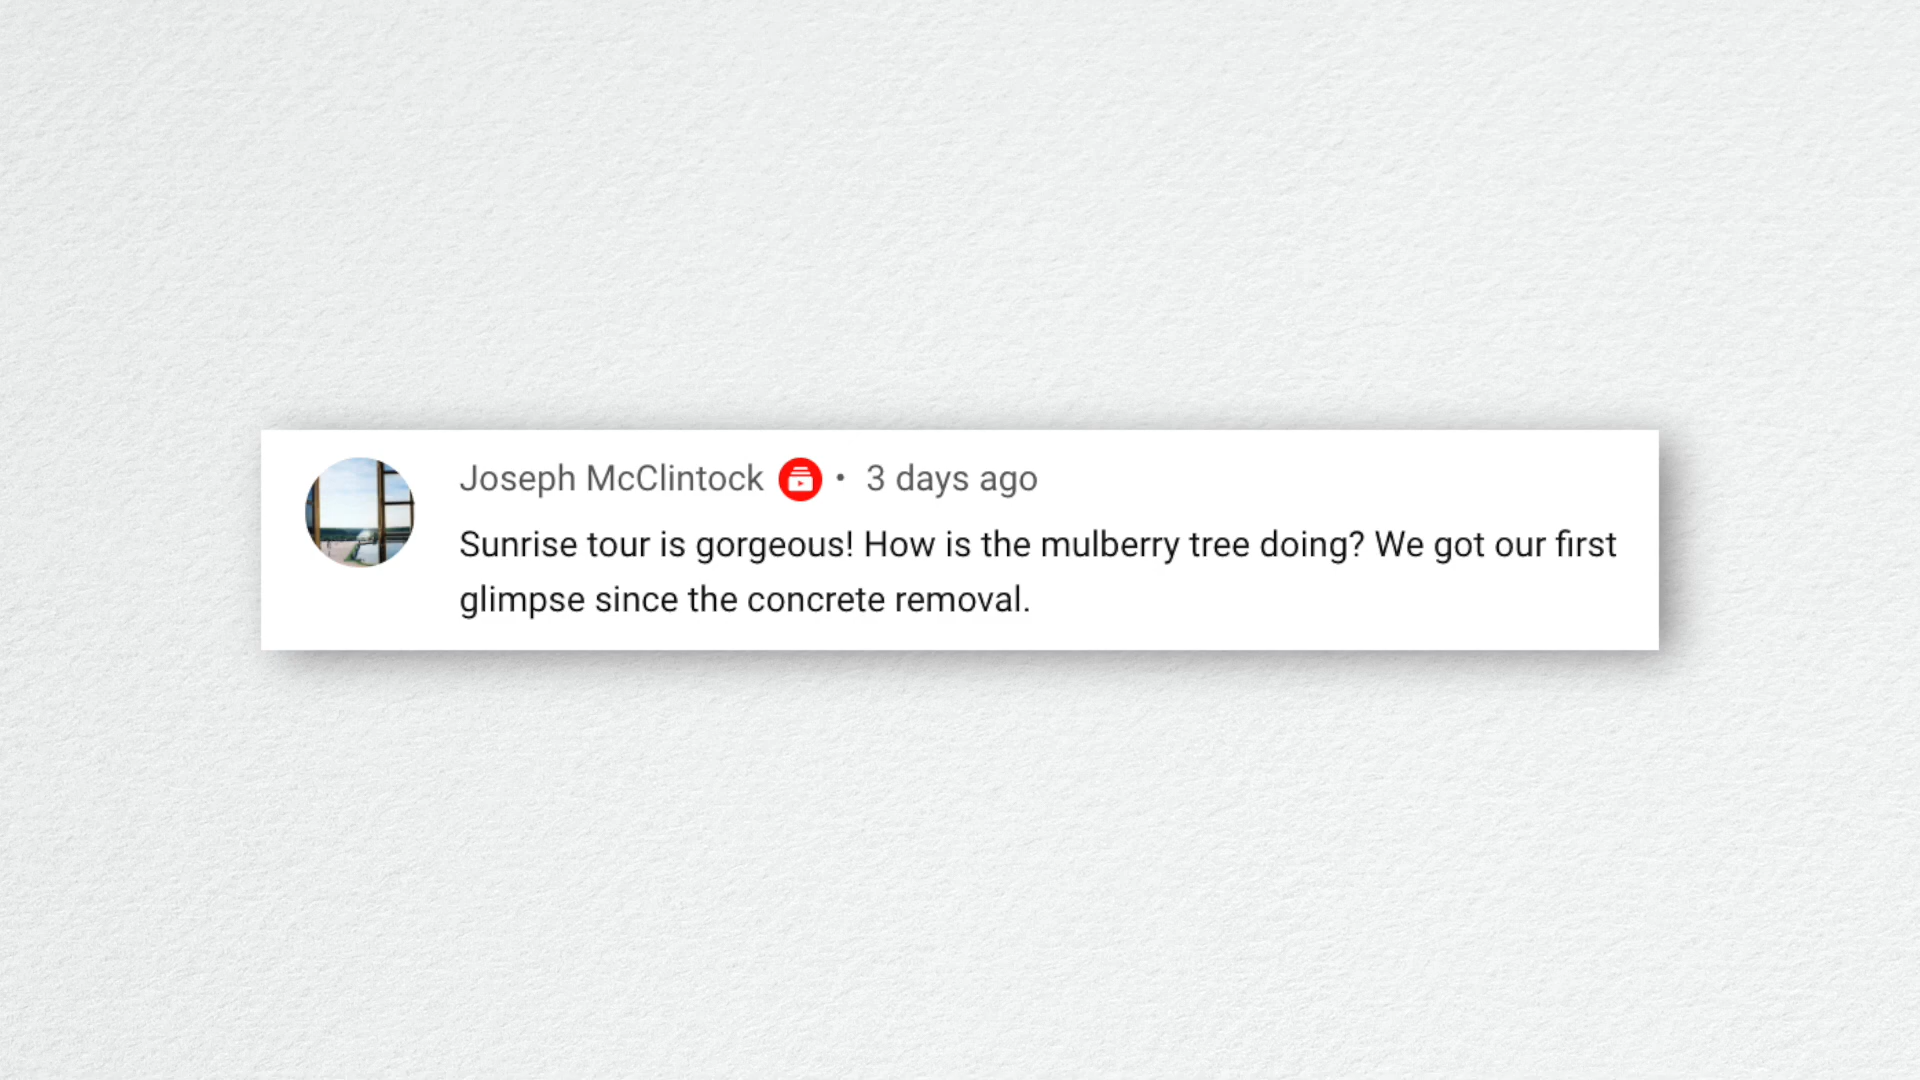 Joseph McClintock • 3 days ago
Sunrise tour is gorgeous! How is the mulberry tree doing? We got our first
glimpse since the concrete removal.